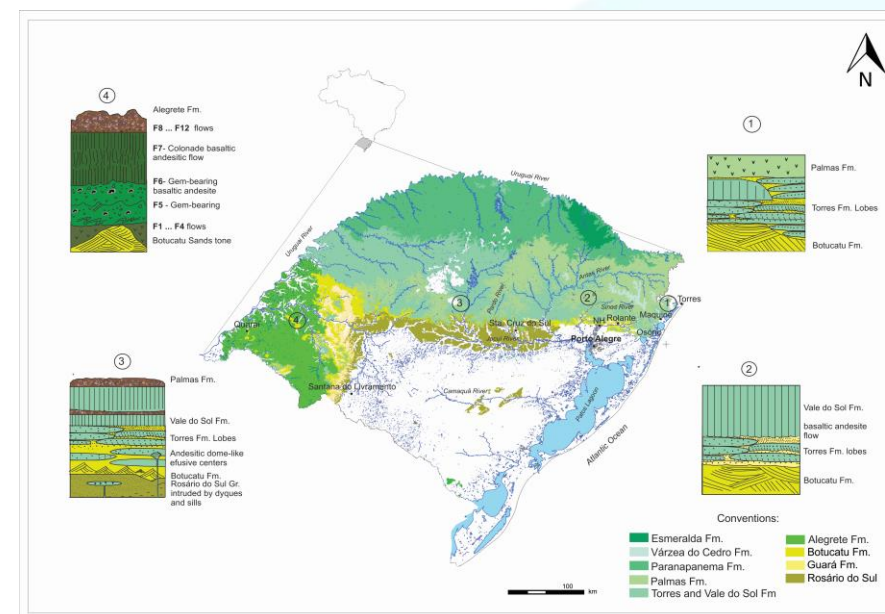 N
4
Alegrete Fm.
F8 ... F12 flows
F7- Colonade basaltic
andesitic flow
F6- Gem-bearing
basaltic andesite
F5 - Gem-bearing
F1 ... F4 flows
Botucatu Sands tone
1
Palmas Fm.
Torres Fm. Lobes
Botucatu Fm.
Uruguai River
Uruguai River
Antas River
Sinos River
Pardo River
Jacuí River
Camaquã River
Patos Lagoon
Atlantic Ocean
4
3
2
1
Torres
Maquiné
Rolante
NH
Osório
Porto Alegre
Sta. Cruz do Sul
Quaraí
Santana do Livramento
3
Palmas Fm.
Vale do Sol Fm.
Torres Fm. Lobes
Andesitic dome-like
efusive centers
Botucatu Fm.
Rosário do Sul Gr.
intruded by dyques
and sills
2
Vale do Sol Fm.
basaltic andesite
flow
Torres Fm. lobes
Botucatu Fm.
Conventions:
Esmeralda Fm.
Várzea do Cedro Fm.
Paranapanema Fm.
Palmas Fm.
Torres and Vale do Sol Fm
Alegrete Fm.
Botucatu Fm.
Guará Fm.
Rosário do Sul
100
km